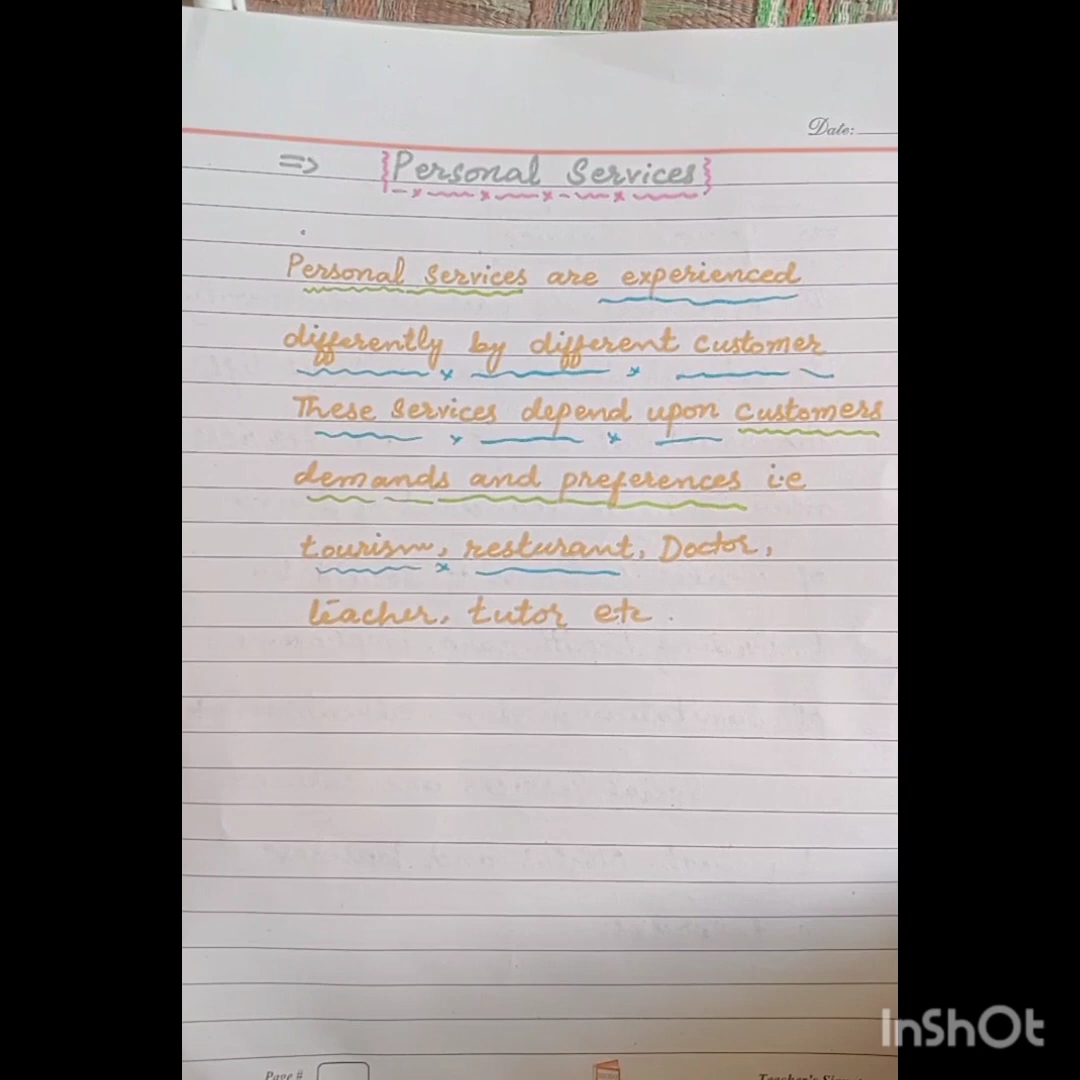 Date:
=> {Personal Services}
Personal Services are experienced
differently by different customer
These services depend upon customers
demands and preferences i.e
tourism, resturant, Doctor,
teacher, tutor etc.
InShOt
Page #